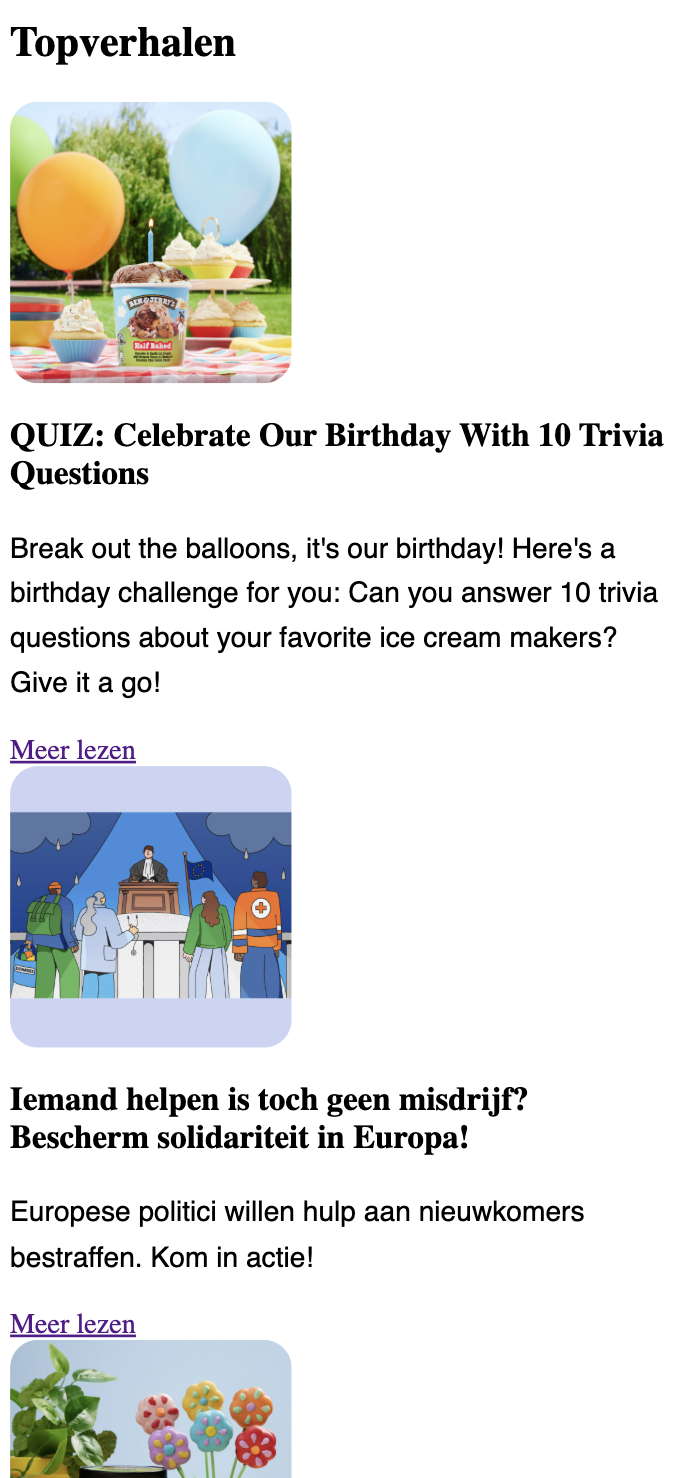 Topverhalen
BEN & JERRY'S
Half Baked
QUIZ: Celebrate Our Birthday With 10 Trivia
Questions
Break out the balloons, it's our birthday! Here's a
birthday challenge for you: Can you answer 10 trivia
questions about your favorite ice cream makers?
Give it a go!
Meer lezen
Iemand helpen is toch geen misdrijf?
Bescherm solidariteit in Europa!
Europese politici willen hulp aan nieuwkomers
bestraffen. Kom in actie!
Meer lezen